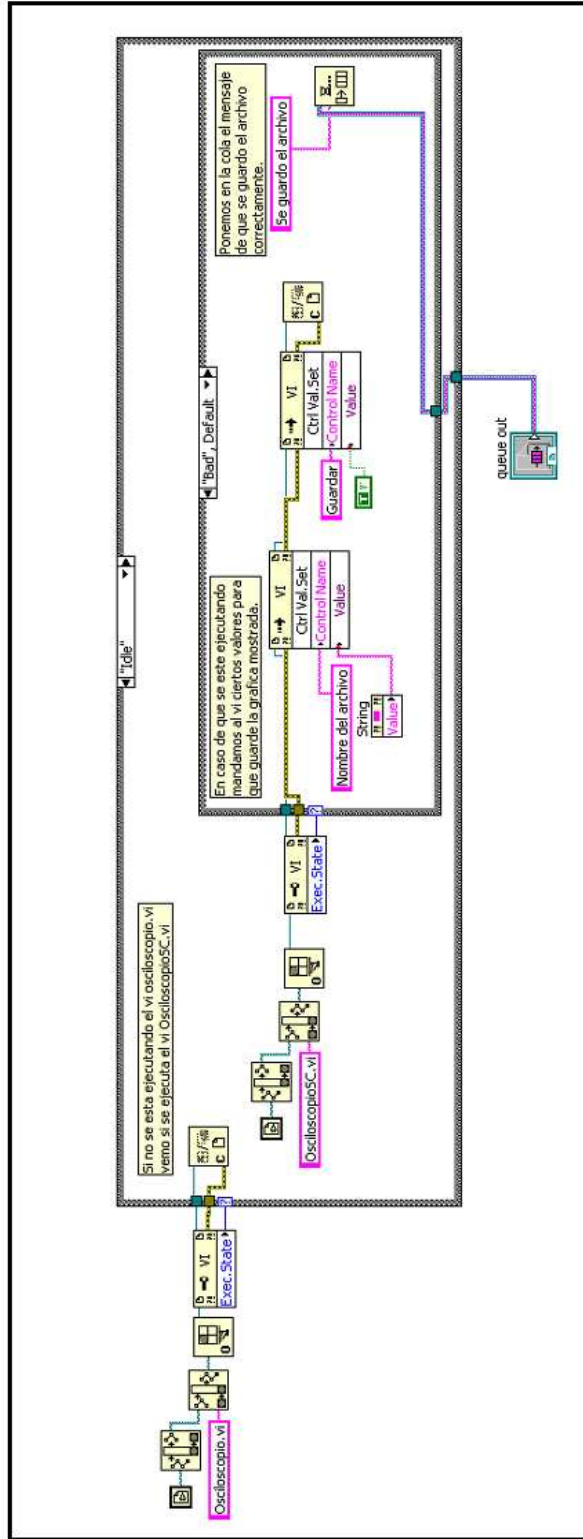 Osciloscopio.vi
VI
Exec.State
"Idle"
Si no se esta ejecutando el vi osciloscopio.vi
vemo si se ejecuta el vi OsciloscopioSC.vi
OsciloscopioSC.vi
VI
Exec.State
"Bad", Default
En caso de que se este ejecutando
mandamos al vi ciertos valores para
que guarde la grafica mostrada.
VI
Ctrl Val.Set
Control Name
Value
Nombre del archivo
String
Value
VI
Ctrl Val.Set
Control Name
Value
Guardar
Ponemos en la cola el mensaje
de que se guardo el archivo
correctamente.
Se guardo el archivo
queue out